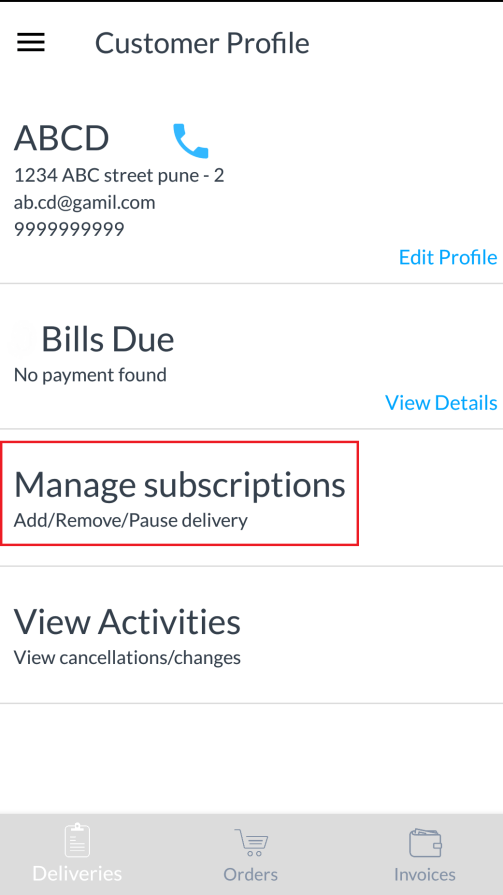 Customer Profile
ABCD
1234 ABC street pune - 2
ab.cd@gamil.com
9999999999
Edit Profile
Bills Due
No payment found
View Details
Manage subscriptions
Add/Remove/Pause delivery
View Activities
View cancellations/changes
Deliveries
Orders
Invoices